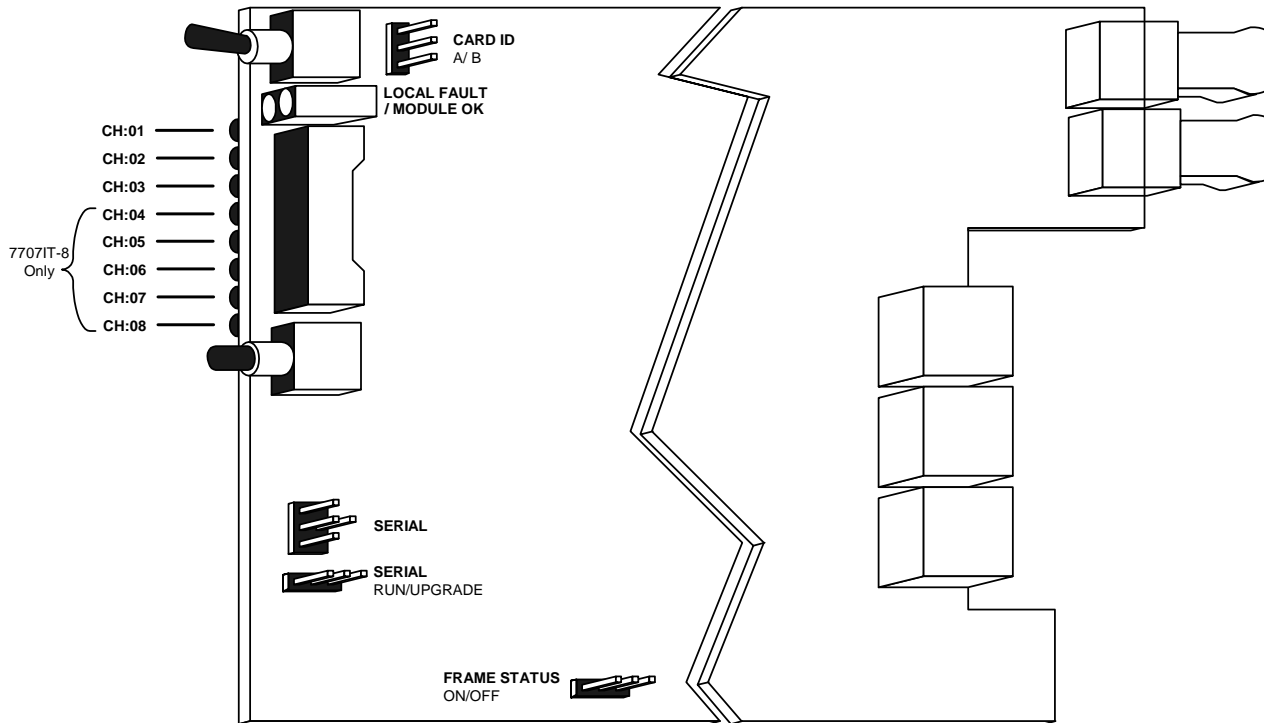 CARD ID
A/ B
LOCAL FAULT
/ MODULE OK
CH:01
CH:02
CH:03
CH:04
CH:05
CH:06
CH:07
CH:08
7707IT-8
Only
SERIAL
SERIAL
RUN/UPGRADE
FRAME STATUS
ON/OFF